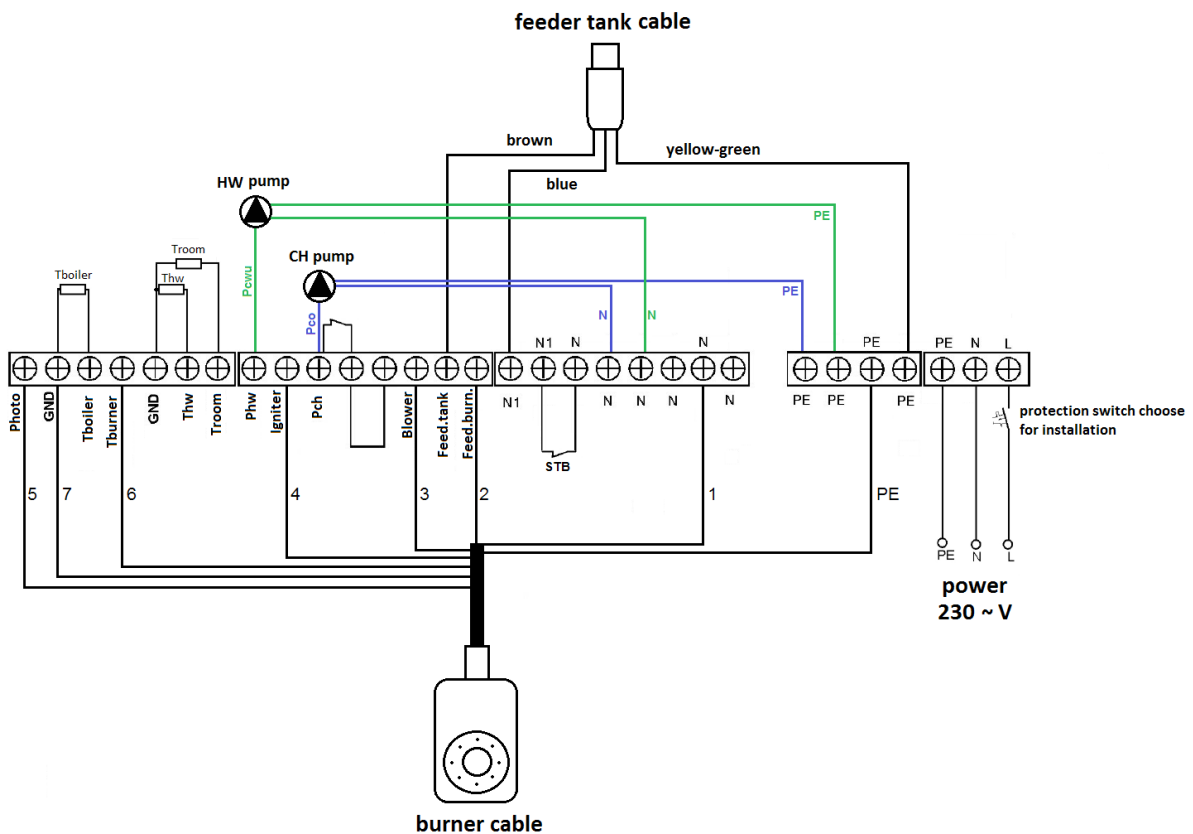 feeder tank cable
brown
yellow-green
blue
HW pump
PE
CH pump
Troom
Tboiler
Thw
Pcwu
PE
Pco
N
N
N1
N
N
PE
PE
N
L
Photo
GND
Tboiler
Tburner
GND
Thw
Troom
Phw
Igniter
Pch
Blower
Feed.tank
Feed.burn.
N1
N
N
N
N
PE
PE
PE
protection switch choose
for installation
STB
5
7
6
4
3
2
1
PE
PE
N
L
power
230 ~ V
burner cable